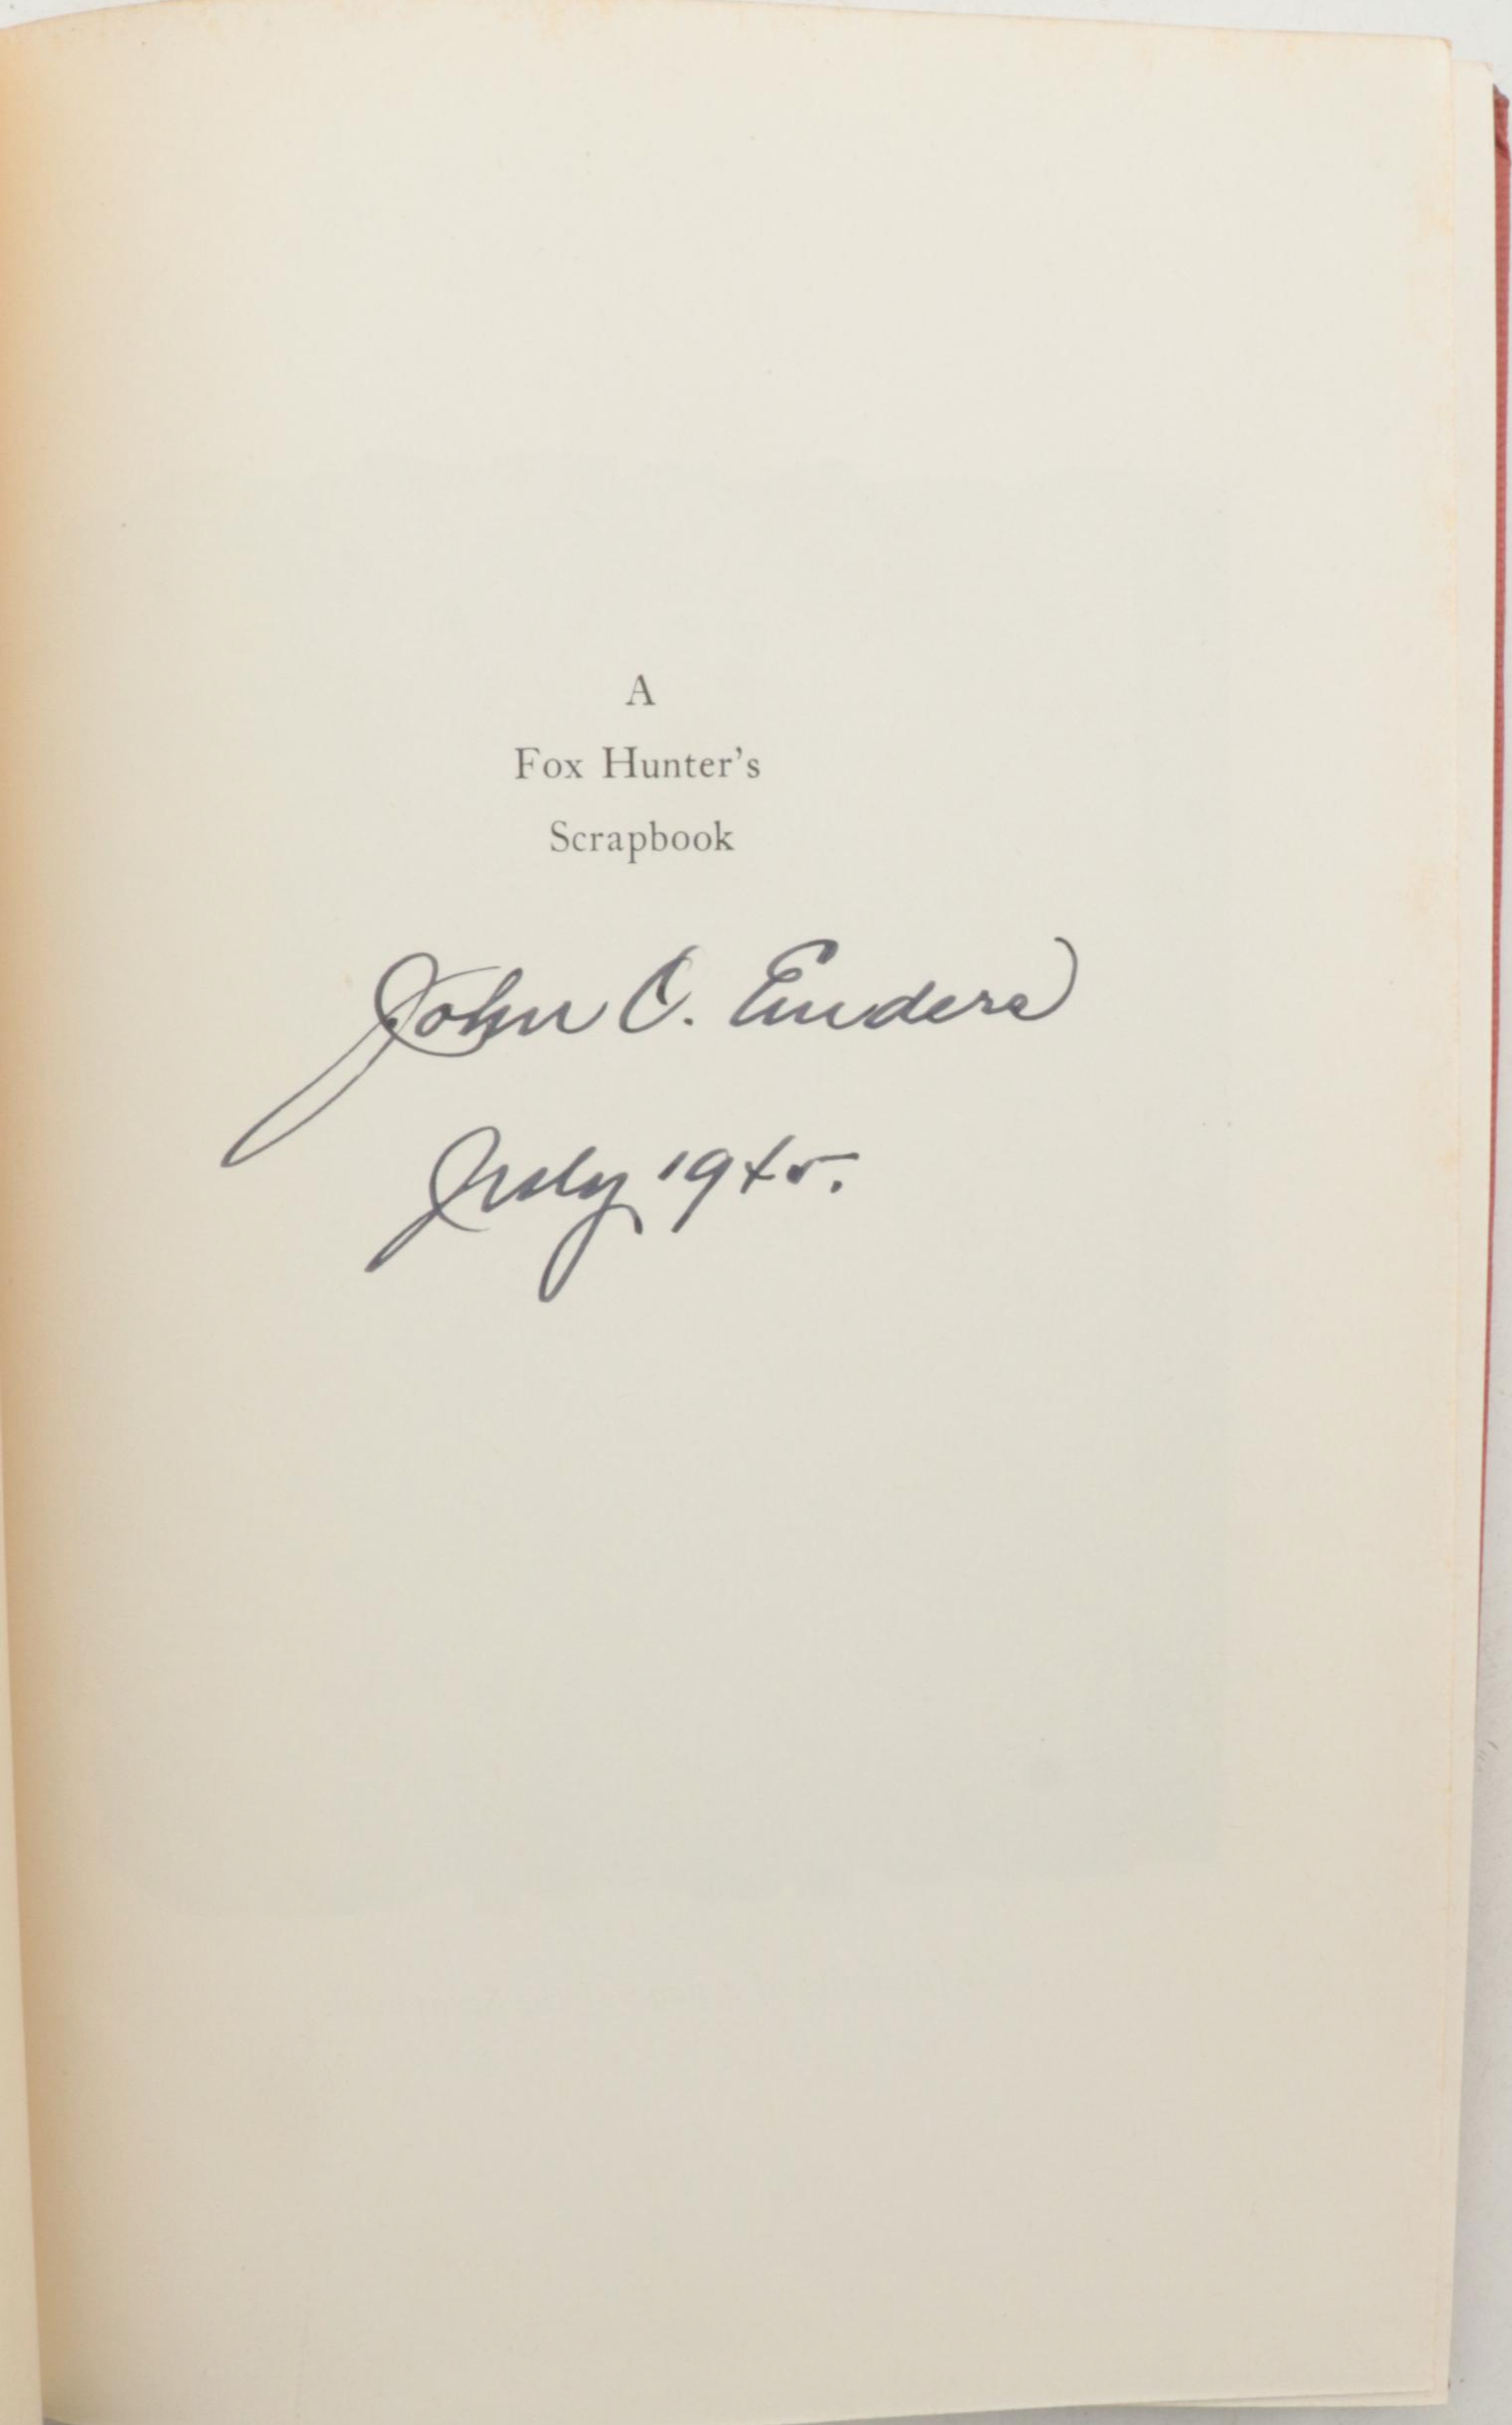 A
Fox Hunter's
Scrapbook
John C. Enders
July 1945.